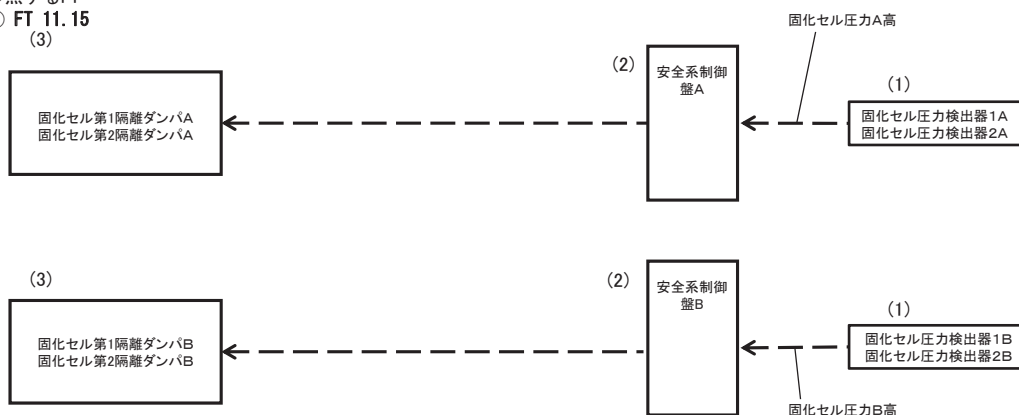 FT 11.15
(3)
固化セル第1隔離ダンパA
固化セル第2隔離ダンパA
(2)
安全系制御
盤A
固化セル圧力A高
(1)
固化セル圧力検出器1A
固化セル圧力検出器2A
(3)
固化セル第1隔離ダンパB
固化セル第2隔離ダンパB
(2)
安全系制御
盤B
(1)
固化セル圧力検出器1B
固化セル圧力検出器2B
固化セル圧力B高